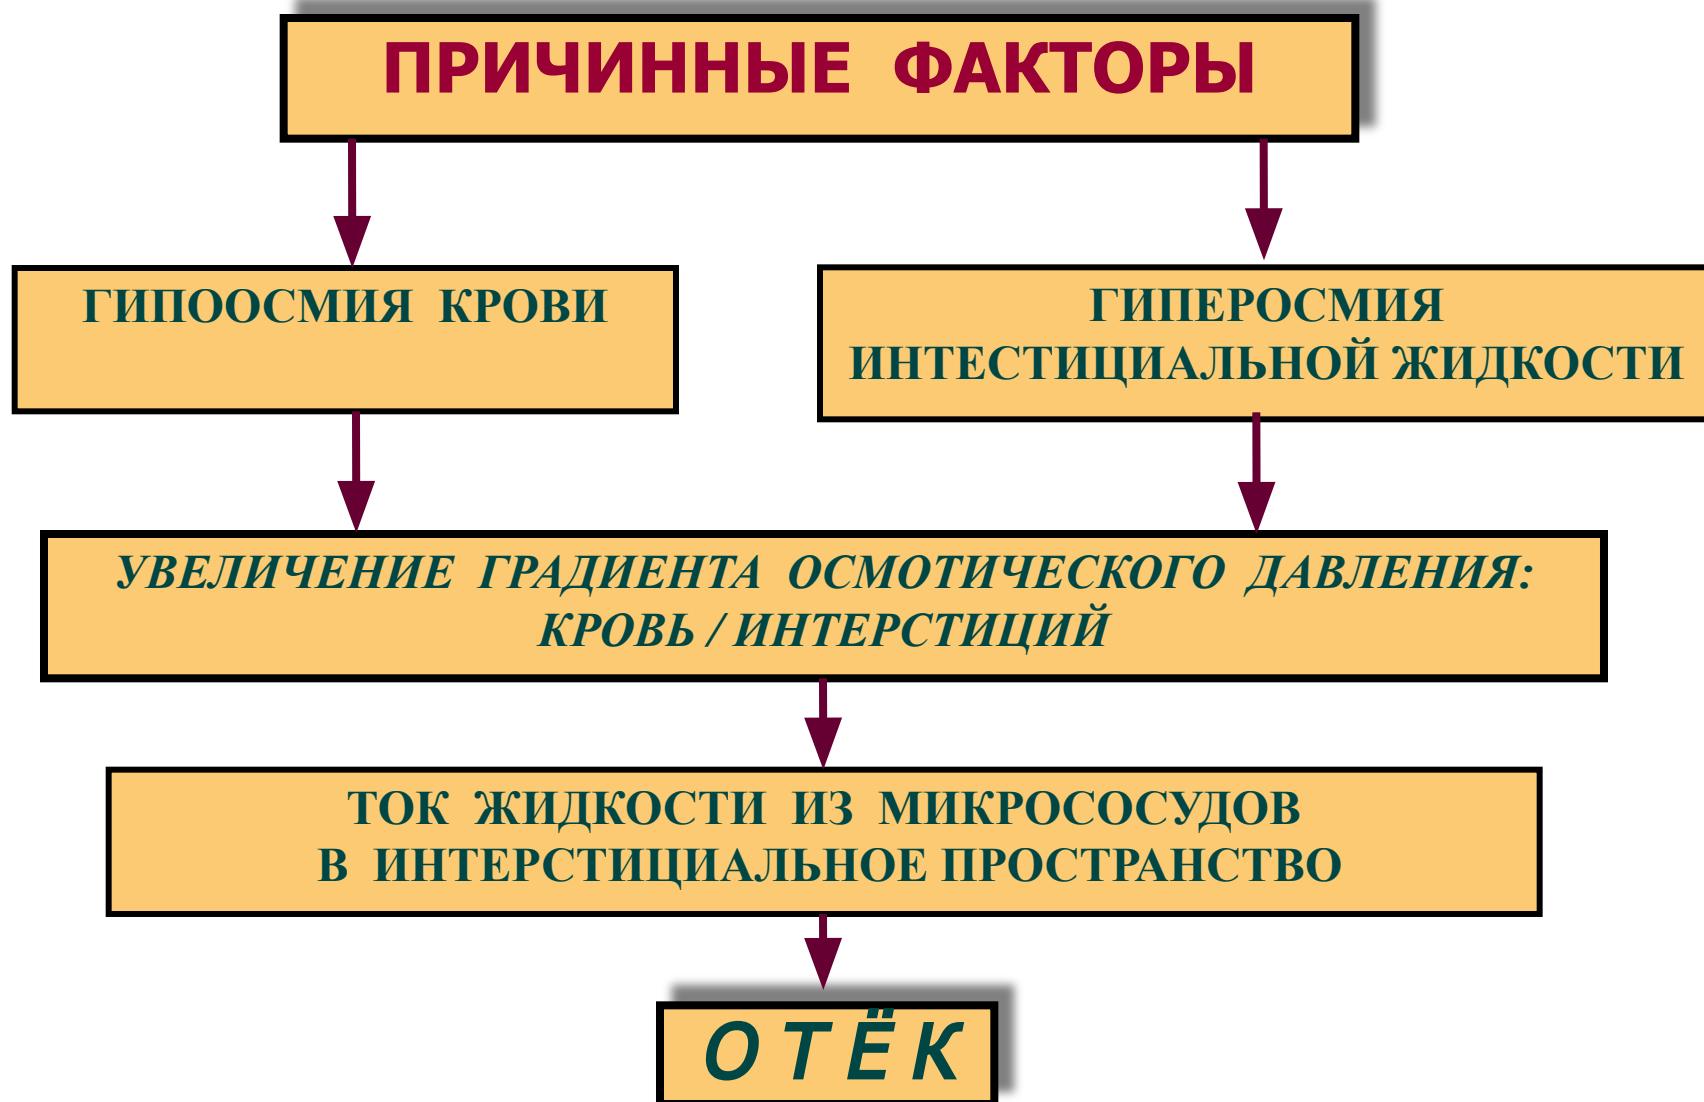 ПРИЧИННЫЕ ФАКТОРЫ
ГИПООСМИЯ КРОВИ
ГИПЕРОСМИЯ
ИНТЕСТИЦИАЛЬНОЙ ЖИДКОСТИ
УВЕЛИЧЕНИЕ ГРАДИЕНТА ОСМОТИЧЕСКОГО ДАВЛЕНИЯ:
КРОВЬ / ИНТЕРСТИЦИЙ
ТОК ЖИДКОСТИ ИЗ МИКРОСОСУДОВ
В ИНТЕРСТИЦИАЛЬНОЕ ПРОСТРАНСТВО
О Т Ё К